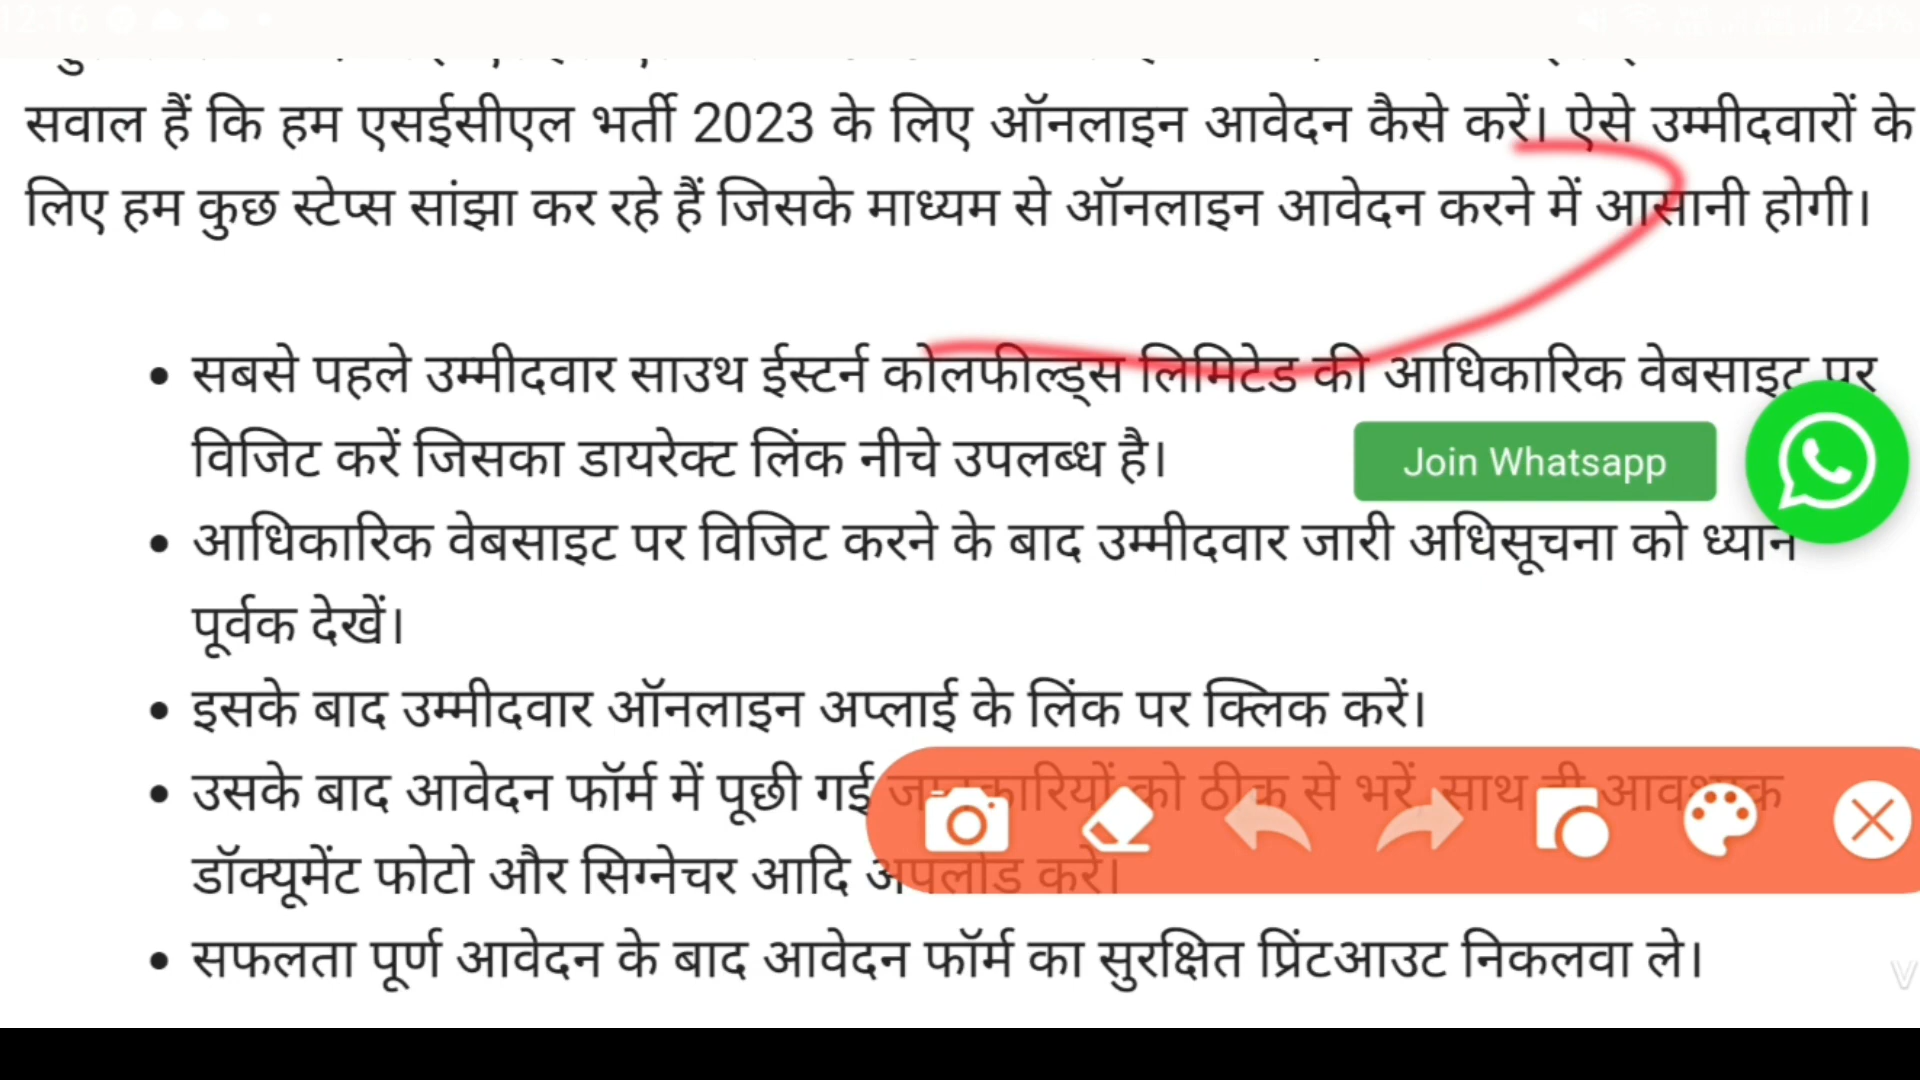 12:16
24%
सवाल हैं कि हम एसईसीएल भर्ती 2023 के लिए ऑनलाइन आवेदन कैसे करें। ऐसे उम्मीदवारों के
लिए हम कुछ स्टेप्स सांझा कर रहे हैं जिसके माध्यम से ऑनलाइन आवेदन करने में आसानी होगी।
• सबसे पहले उम्मीदवार साउथ ईस्टर्न कोलफील्ड्स लिमिटेड की आधिकारिक वेबसाइट पर
विजिट करें जिसका डायरेक्ट लिंक नीचे उपलब्ध है।
Join Whatsapp
• आधिकारिक वेबसाइट पर विजिट करने के बाद उम्मीदवार जारी अधिसूचना को ध्यान
पूर्वक देखें।
• इसके बाद उम्मीदवार ऑनलाइन अप्लाई के लिंक पर क्लिक करें।
• उसके बाद आवेदन फॉर्म में पूछी गई जानकारियों को ठीक से भरें साथ ही आवश्यक
डॉक्यूमेंट फोटो और सिग्नेचर आदि अपलोड करें।
• सफलता पूर्ण आवेदन के बाद आवेदन फॉर्म का सुरक्षित प्रिंटआउट निकलवा ले।
V